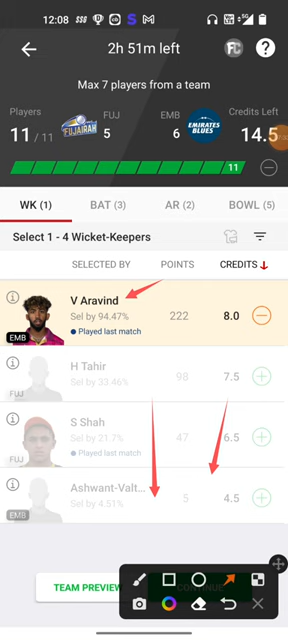 12:08
2h 51m left
FC
Max 7 players from a team
Players
FUJ
EMB
Credits Left
11 / 11
FUJAIRAH
5
6
EMIRATES BLUES
14.5
11
WK (1)
BAT (3)
AR (2)
BOWL (5)
Select 1 - 4 Wicket-Keepers
SELECTED BY
POINTS
CREDITS
V Aravind
Sel by 94.47%
Played last match
EMB
222
8.0
H Tahir
Sel by 33.46%
FUJ
98
7.5
S Shah
Sel by 21.7%
Played last match
FUJ
47
6.5
Ashwant-Valt...
Sel by 4.51%
EMB
5
4.5
TEAM PREVIEW
CONTINUE